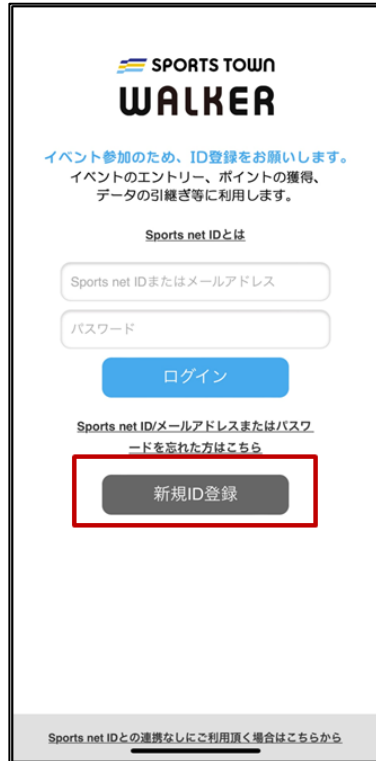 SPORTS TOWN
WALKER
イベント参加のため、ID登録をお願いします。
イベントのエントリー、ポイントの獲得、
データの引継ぎ等に利用します。
Sports net IDとは
Sports net IDまたはメールアドレス
パスワード
ログイン
Sports net ID/メールアドレスまたはパスワ
ードを忘れた方はこちら
新規ID登録
Sports net IDとの連携なしにご利用頂く場合はこちらから